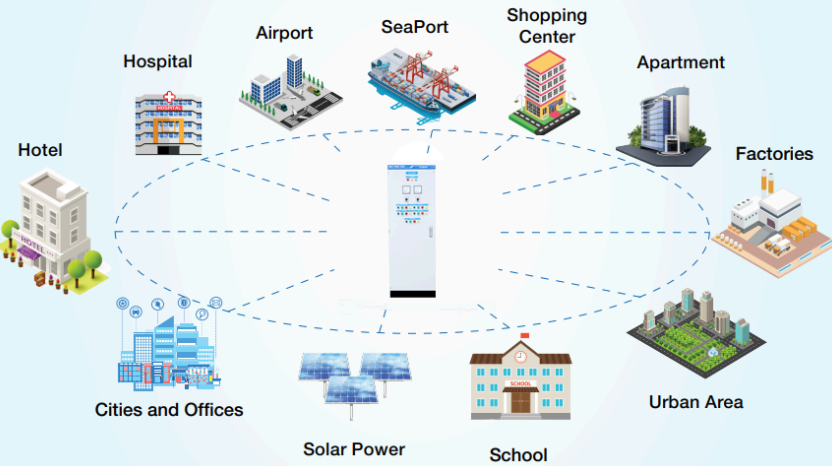 SeaPort
Shopping
Center
Airport
Hospital
Apartment
Hotel
Factories
HOSPITAL
HOTEL
Cities and Offices
SCHOOL
Urban Area
Solar Power
School